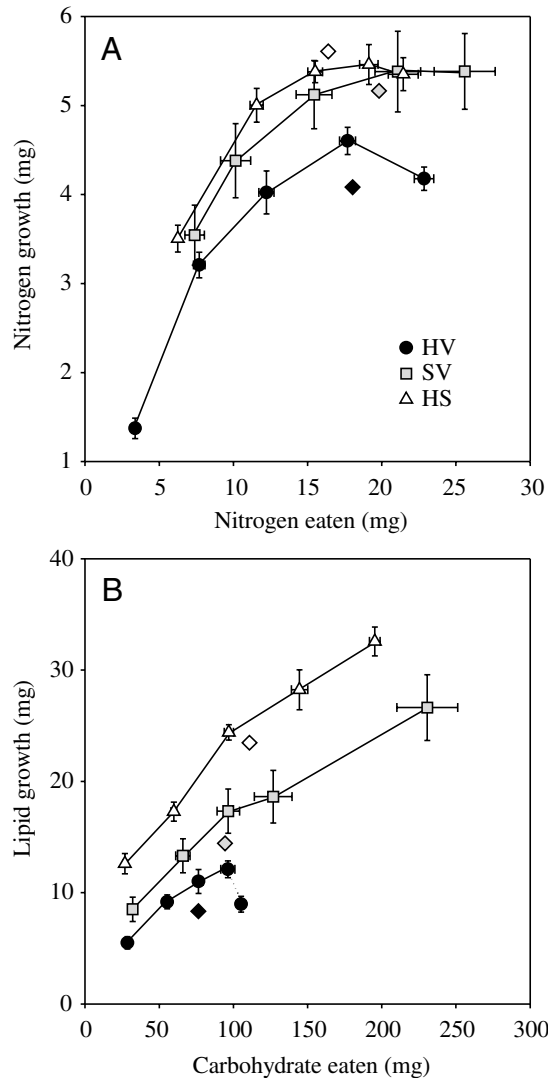 A
6
5
4
3
2
1
Nitrogen growth (mg)
HV
SV
HS
0 5 10 15 20 25 30
Nitrogen eaten (mg)
B
40
30
20
10
0
Lipid growth (mg)
0 50 100 150 200 250 300
Carbohydrate eaten (mg)